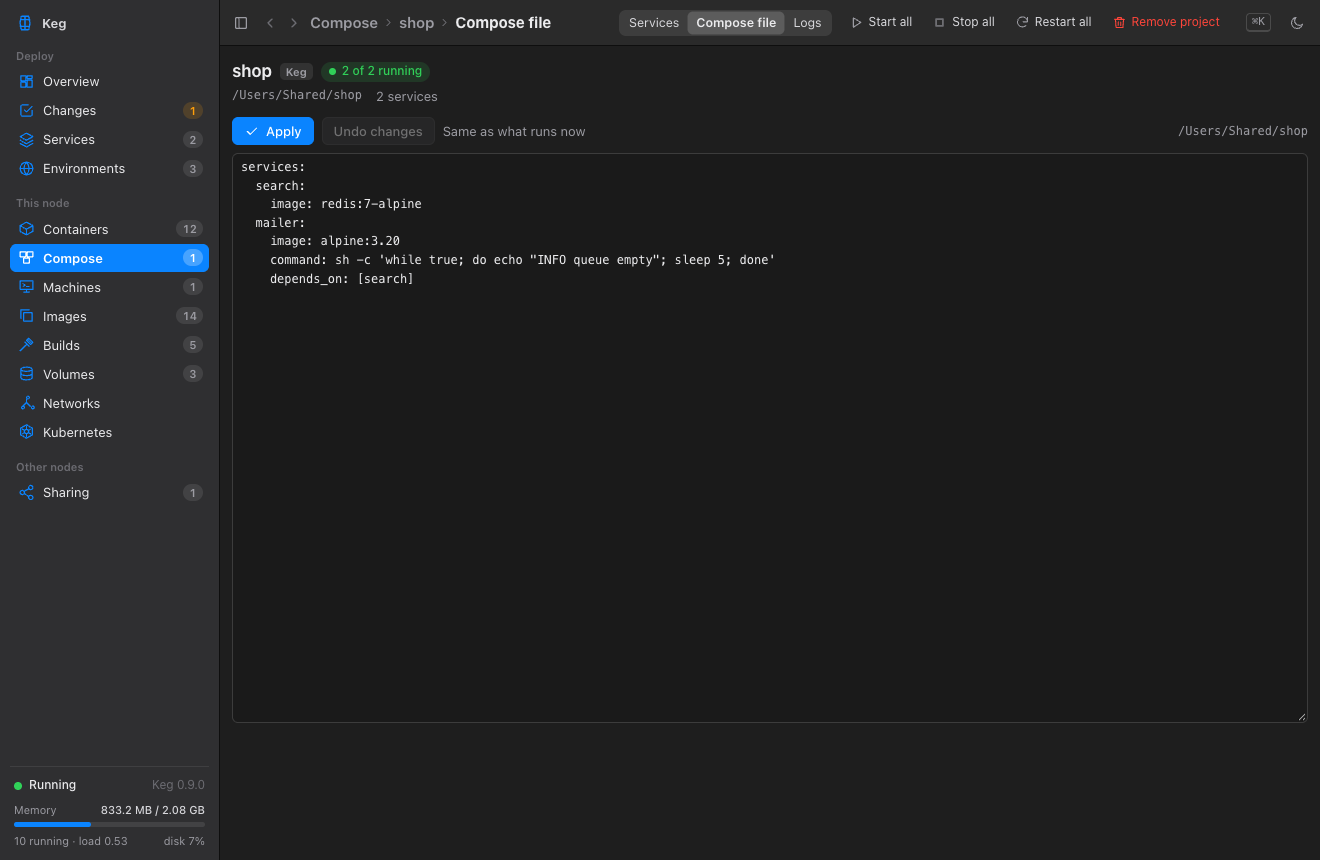 Keg
Deploy
Overview
Changes 1
Services 2
Environments 3
This node
Containers 12
Compose 1
Machines 1
Images 14
Builds 5
Volumes 3
Networks
Kubernetes
Other nodes
Sharing 1
Running Keg 0.9.0
Memory 833.2 MB / 2.08 GB
10 running · load 0.53 disk 7%
Compose › shop › Compose file
Services Compose file Logs Start all Stop all Restart all Remove project ⌘K
shop Keg 2 of 2 running
/Users/Shared/shop 2 services
Apply Undo changes Same as what runs now /Users/Shared/shop
services:
  search:
    image: redis:7-alpine
  mailer:
    image: alpine:3.20
    command: sh -c 'while true; do echo "INFO queue empty"; sleep 5; done'
    depends_on: [search]